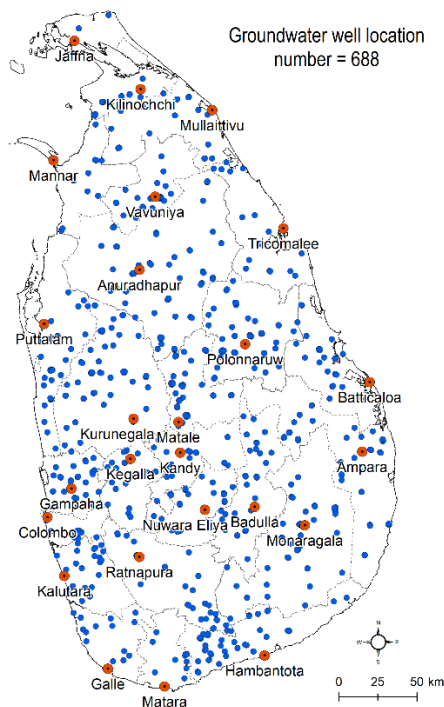 Groundwater well location
number = 688
Jaffna
Kilinochchi
Mullaittivu
Mannar
Vavuniya
Tricomalee
Anuradhapur
Puttalam
Polonnaruw
Batticaloa
Kurunegala
Matale
Kandy
Kegalla
Ampara
Gampaha
Nuwara Eliya
Badulla
Colombo
Monaragala
Ratnapura
Kalutara
Hambantota
Galle
Matara
N
W
E
S
0 25 50 km